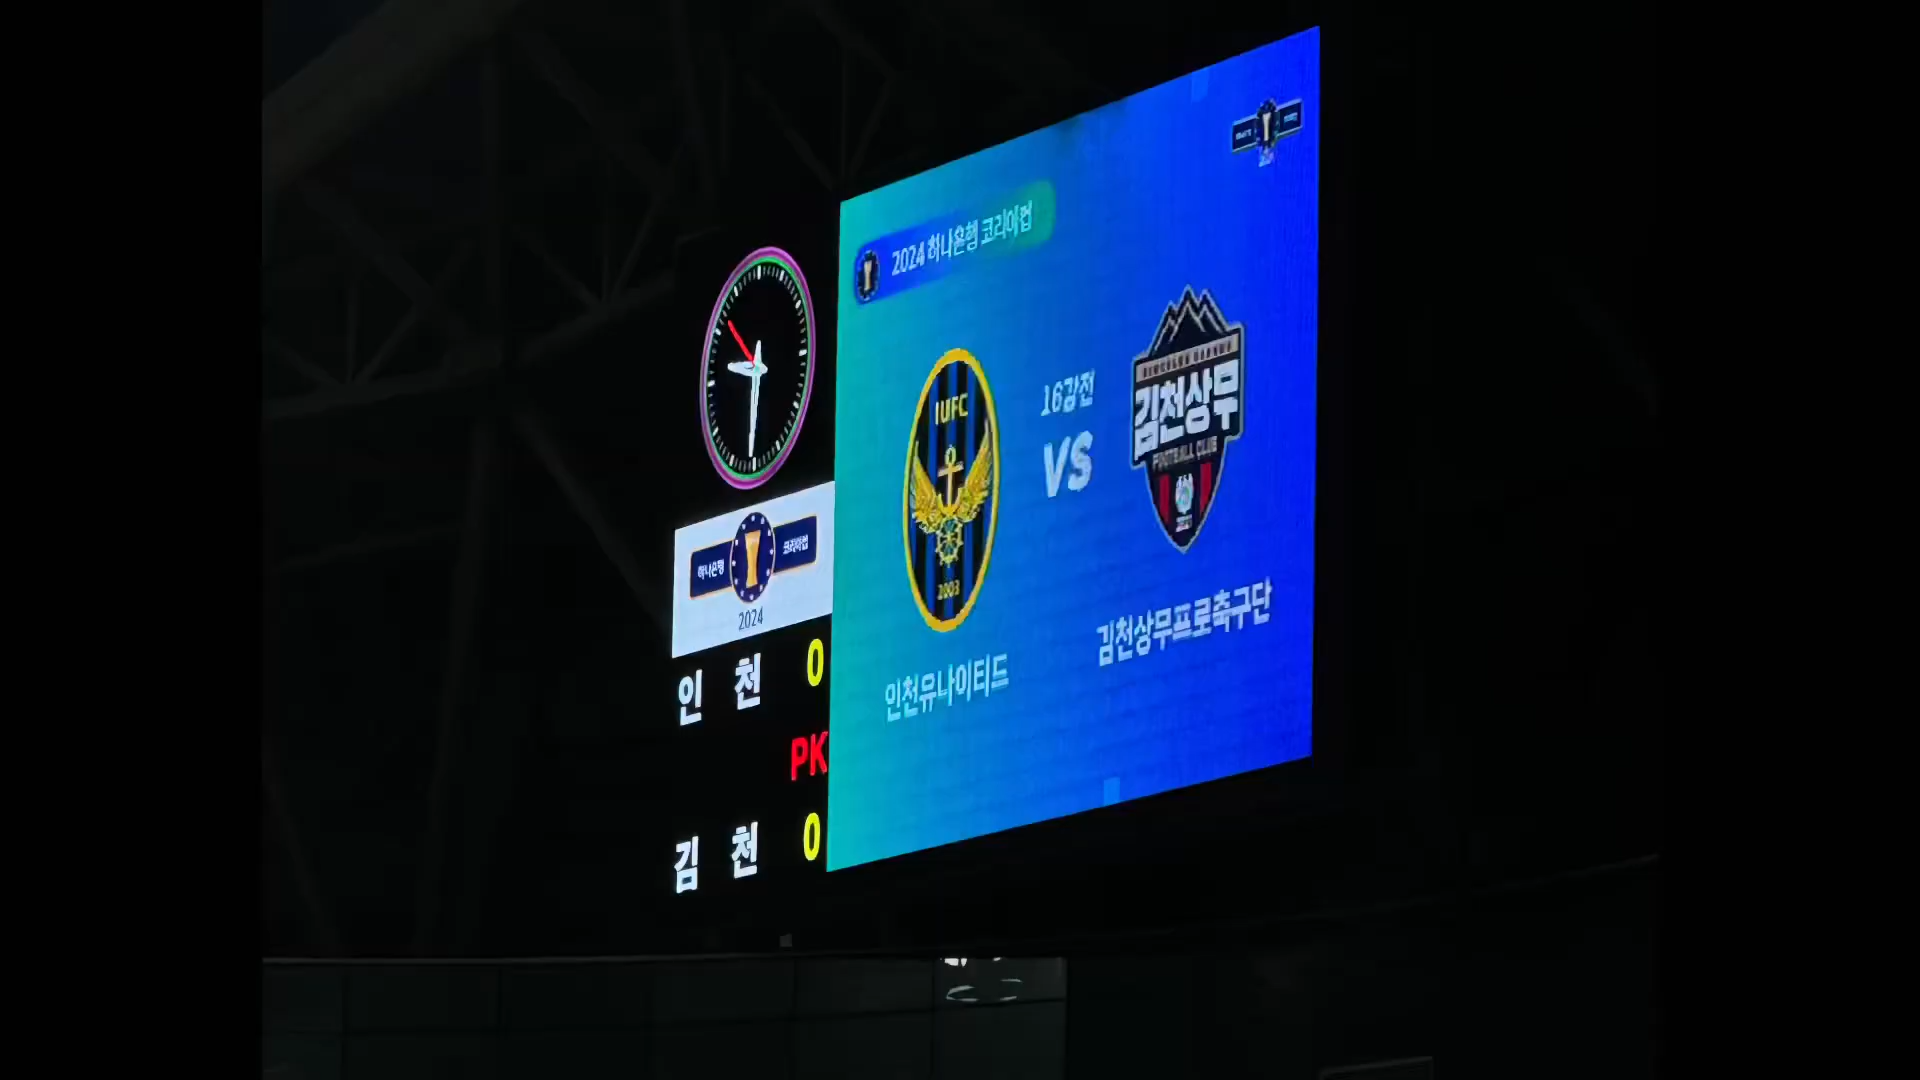 하나은행 코리아컵
2024
인천 0
PK
김천 0
2024 하나은행 코리아컵
IUFC
2003
인천유나이티드
16강전
VS
김천상무
FOOTBALL CLUB
김천상무프로축구단